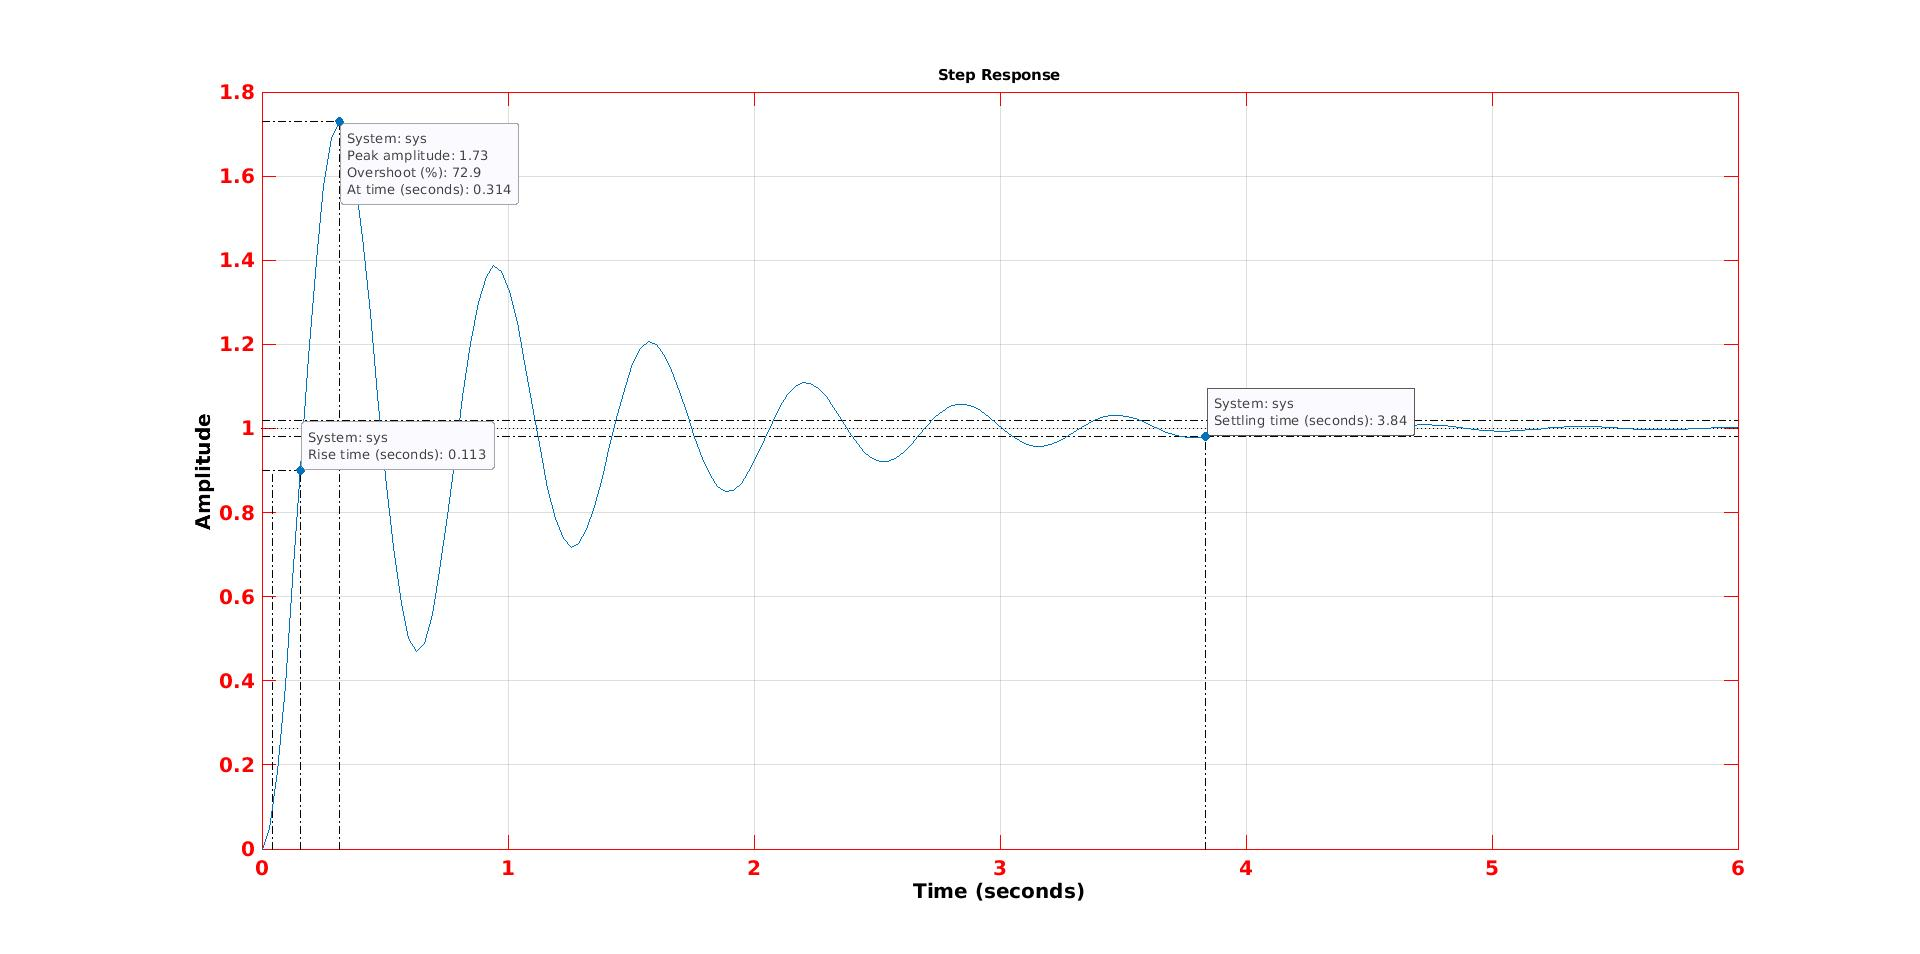 Step Response
1.8
System: sys
Peak amplitude: 1.73
Overshoot (%): 72.9
At time (seconds): 0.314
1.6
1.4
1.2
System: sys
Settling time (seconds): 3.84
1
System: sys
Rise time (seconds): 0.113
Amplitude
0.8
0.6
0.4
0.2
0
0 1 2 3 4 5 6
Time (seconds)